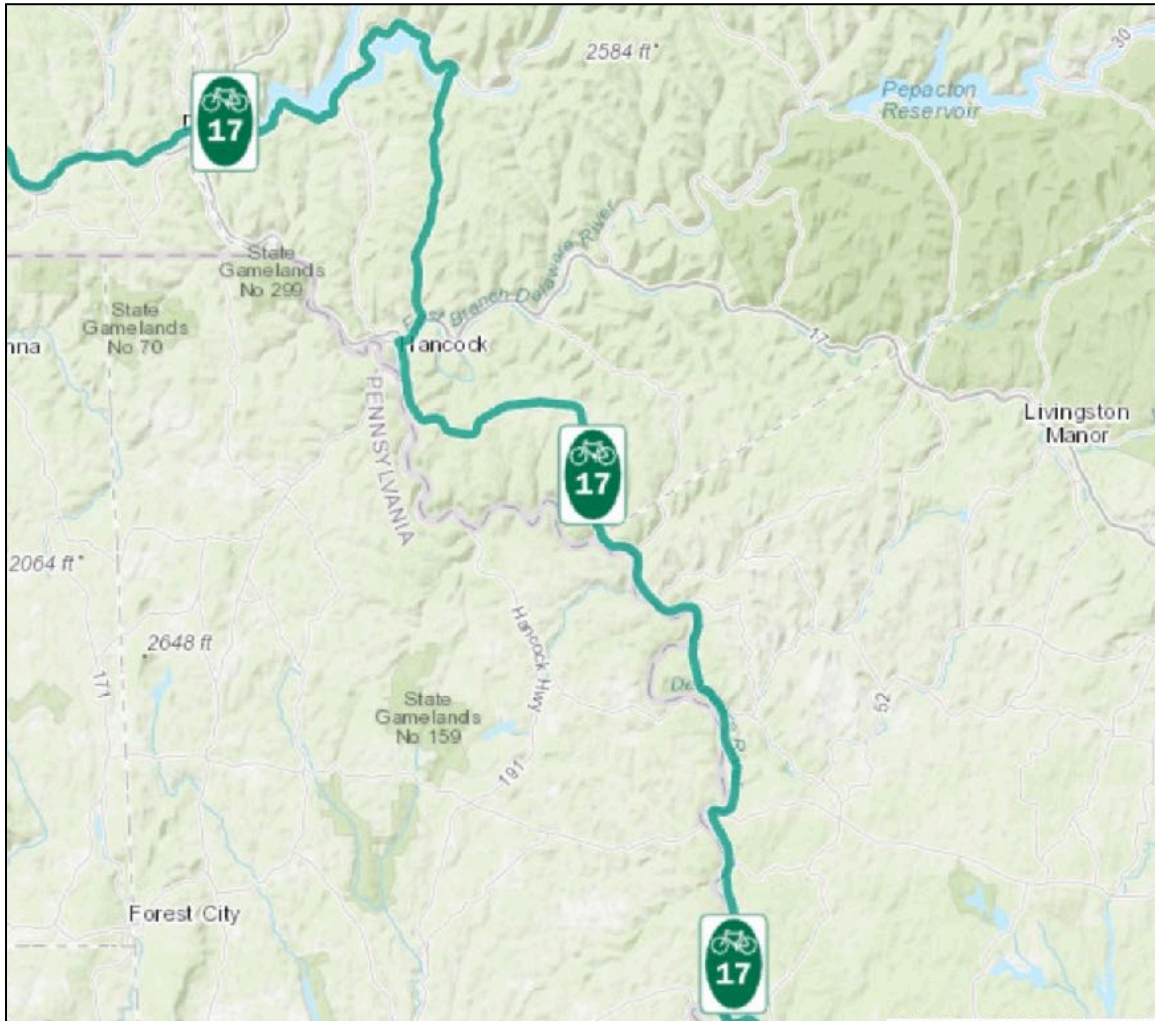 2584 ft
30
Pepacton
Reservoir
17
State
Gamelands
No 299
East Branch Delaware River
State
Gamelands
No 70
nna
Hancock
17
Livingston
Manor
PENNSYLVANIA
17
2064 ft
2648 ft
Hancock Hwy
171
State
Gamelands
No 159
52
191
Forest City
17